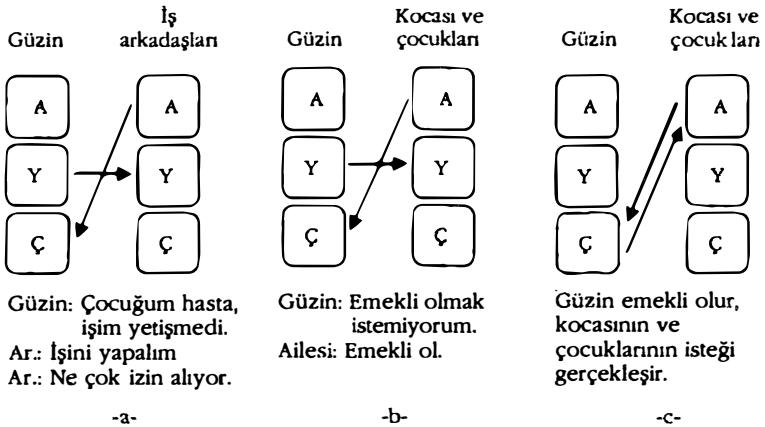 Güzin
İş
arkadaşları
A
A
Y
Y
Ç
Ç
Güzin: Çocuğum hasta,
işim yetişmedi.
Ar.: İşini yapalım
Ar.: Ne çok izin alıyor.
-a-
Güzin
Kocası ve
çocukları
A
A
Y
Y
Ç
Ç
Güzin: Emekli olmak
istemiyorum.
Ailesi: Emekli ol.
-b-
Güzin
Kocası ve
çocukları
A
A
Y
Y
Ç
Ç
Güzin emekli olur,
kocasının ve
çocuklarının isteği
gerçekleşir.
-c-